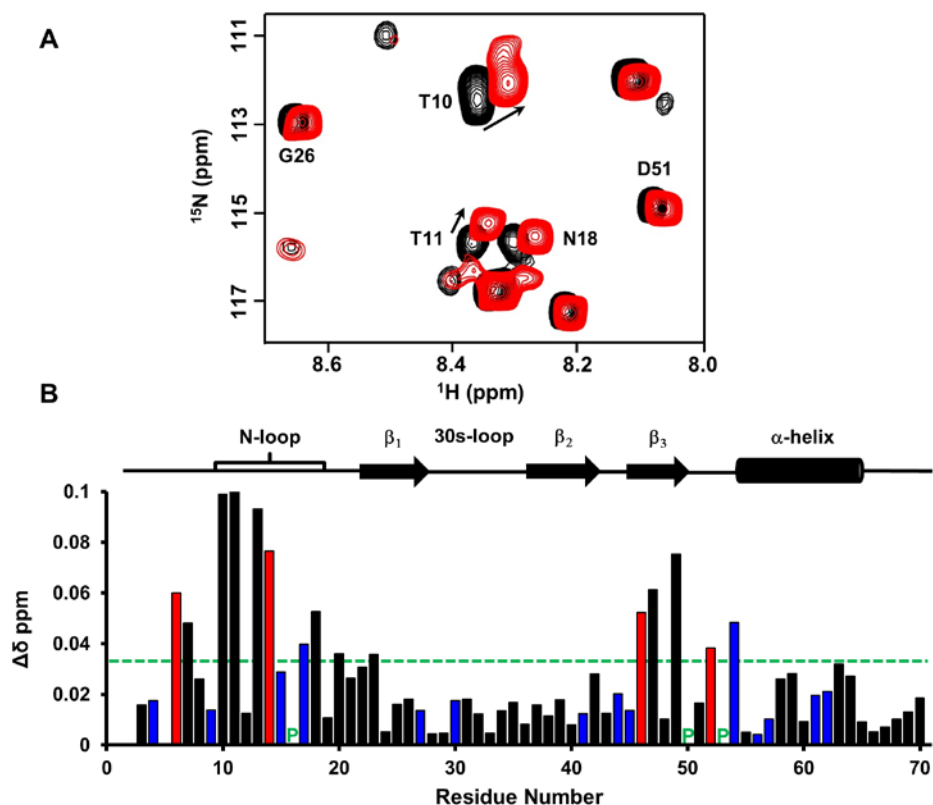 A
111
113
115
117
15N (ppm)
T10
G26
D51
T11
N18
8.6
8.4
8.2
8.0
1H (ppm)
B
N-loop
β1
30s-loop
β2
β3
α-helix
0.1
0.08
0.06
0.04
0.02
0
Δδ ppm
P
P
P
0
10
20
30
40
50
60
70
Residue Number